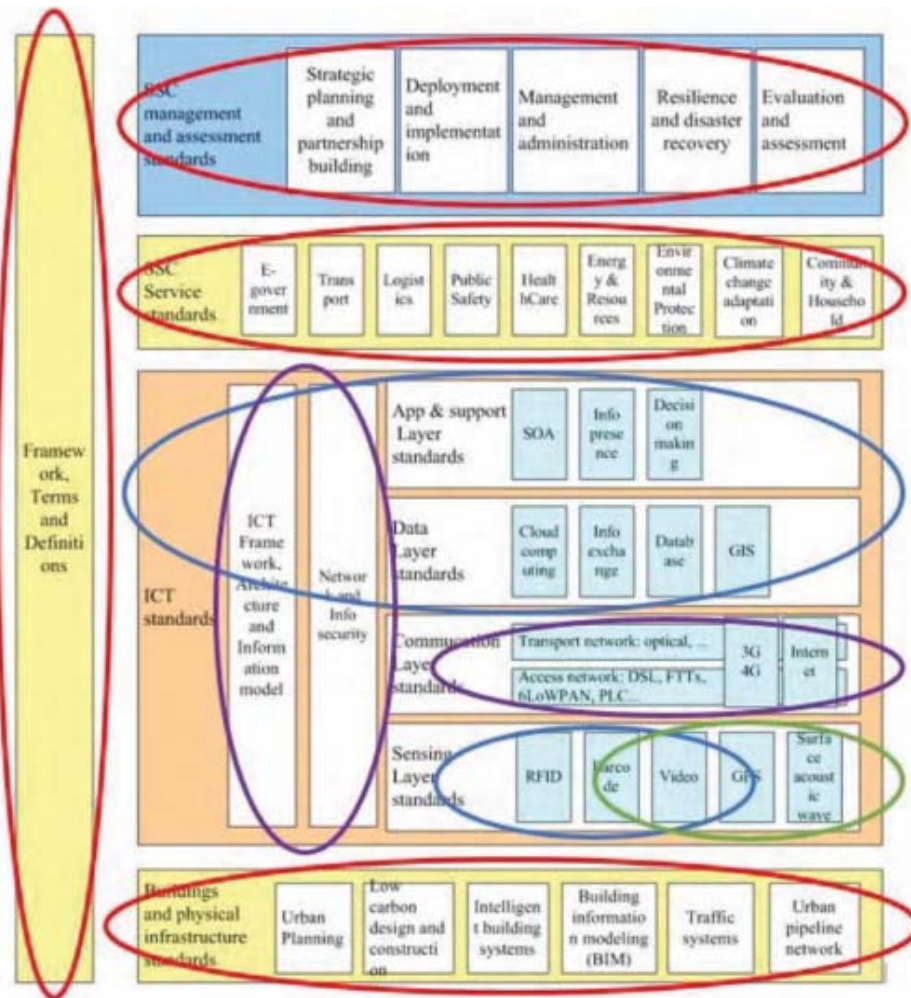 Framew
ork,
Terms
and
Definiti
ons
SSC
management
and assessment
standards
Strategic
planning
and
partnership
building
Deployment
and
implementat
ion
Management
and
administration
Resilience
and disaster
recovery
Evaluation
and
assessment
SSC
Service
standards
E-
gover
nment
Trans
port
Logist
ics
Public
Safety
Healt
hCare
Energ
y &
Resou
rces
Envir
onme
ntal
Protec
tion
Climate
change
adaptati
on
Commu
nity &
Househo
ld
ICT
standards
ICT
Frame
work,
Archite
cture
and
Inform
ation
model
Networ
k and
Info
security
App & support
Layer
standards
SOA
Info
prese
nce
Decis
ion
makin
g
Data
Layer
standards
Cloud
comp
uting
Info
excha
nge
Datab
ase
GIS
Commucation
Layer
standards
Transport network: optical, ...
Access network: DSL, FTTs,
6LoWPAN, PLC...
3G
4G
Intern
et
Sensing
Layer
standards
RFID
Barco
de
Video
GPS
Surfa
ce
acoust
ic
wave
Buildings
and physical
infrastructure
standards
Urban
Planning
Low
carbon
design and
constructi
on
Intelligen
t building
systems
Building
informatio
n modeling
(BIM)
Traffic
systems
Urban
pipeline
network